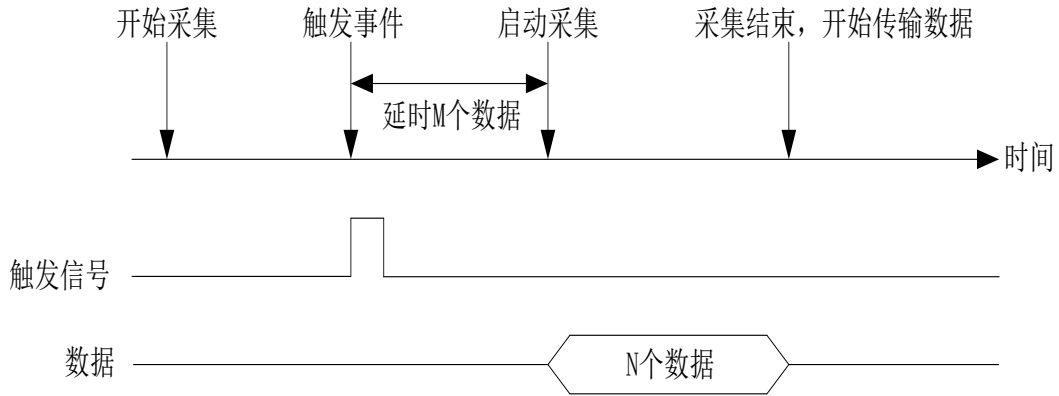 开始采集
触发事件
启动采集
采集结束，开始传输数据
延时M个数据
时间
触发信号
数据
N个数据